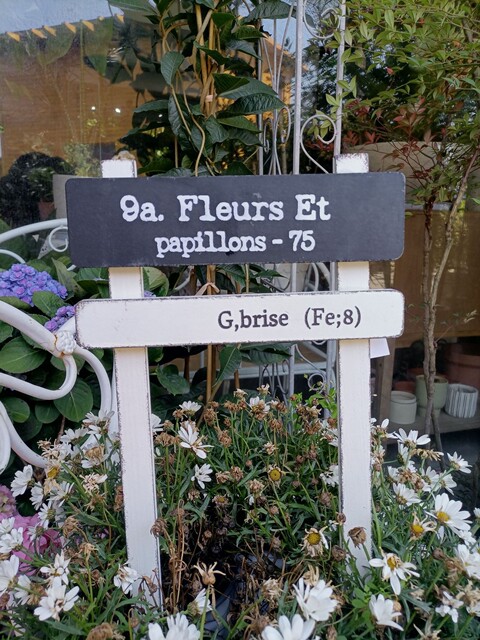 9a. Fleurs Et
papillons - 75
G,brise (Fe;8)